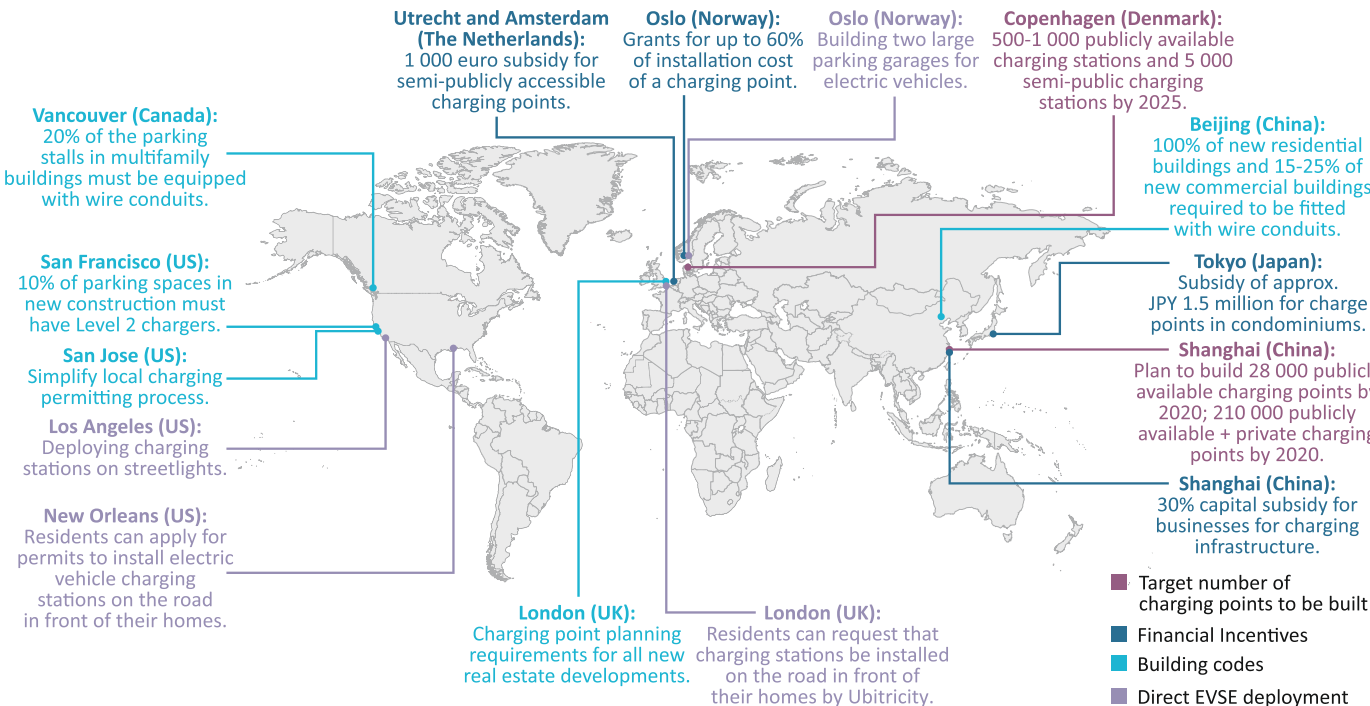 Utrecht and Amsterdam
(The Netherlands):
1 000 euro subsidy for
semi-publicly accessible
charging points.
Oslo (Norway):
Grants for up to 60%
of installation cost
of a charging point.
Oslo (Norway):
Building two large
parking garages for
electric vehicles.
Copenhagen (Denmark):
500-1 000 publicly available
charging stations and 5 000
semi-public charging
stations by 2025.
Vancouver (Canada):
20% of the parking
stalls in multifamily
buildings must be equipped
with wire conduits.
Beijing (China):
100% of new residential
buildings and 15-25% of
new commercial buildings
required to be fitted
with wire conduits.
San Francisco (US):
10% of parking spaces in
new construction must
have Level 2 chargers.
Tokyo (Japan):
Subsidy of approx.
JPY 1.5 million for charge
points in condominiums.
San Jose (US):
Simplify local charging
permitting process.
Shanghai (China):
Plan to build 28 000 publicl
available charging points by
2020; 210 000 publicly
available + private charging
points by 2020.
Los Angeles (US):
Deploying charging
stations on streetlights.
Shanghai (China):
30% capital subsidy for
businesses for charging
infrastructure.
New Orleans (US):
Residents can apply for
permits to install electric
vehicle charging
stations on the road
in front of their homes.
London (UK):
Charging point planning
requirements for all new
real estate developments.
London (UK):
Residents can request that
charging stations be installed
on the road in front of
their homes by Ubitricity.
Target number of
charging points to be built
Financial Incentives
Building codes
Direct EVSE deployment